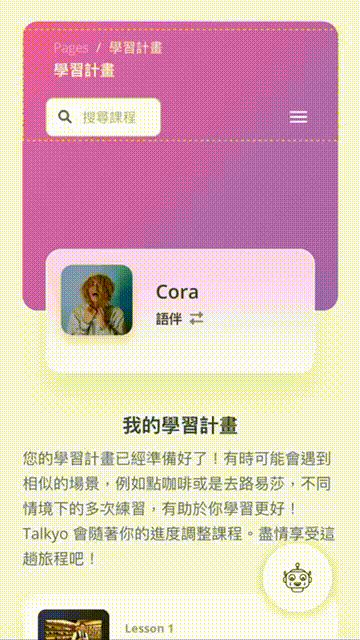 Pages / 學習計畫
學習計畫
搜尋課程
Cora
語伴
我的學習計畫
您的學習計畫已經準備好了！有時可能會遇到
相似的場景，例如點咖啡或是去路易莎，不同
情境下的多次練習，有助於你學習更好！
Talkyo 會隨著你的進度調整課程。盡情享受這
趟旅程吧！
Lesson 1